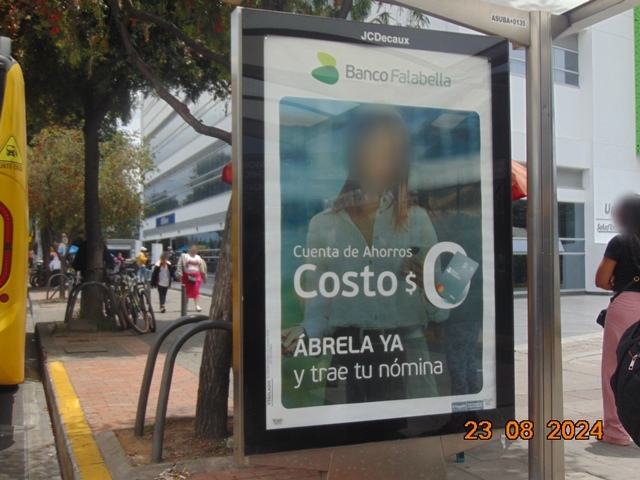 ASUBA+0135
JCDecaux
Banco Falabella
Cuenta de Ahorros
Costo $ 0
ÁBRELA YA
y trae tu nómina
23 08 2024